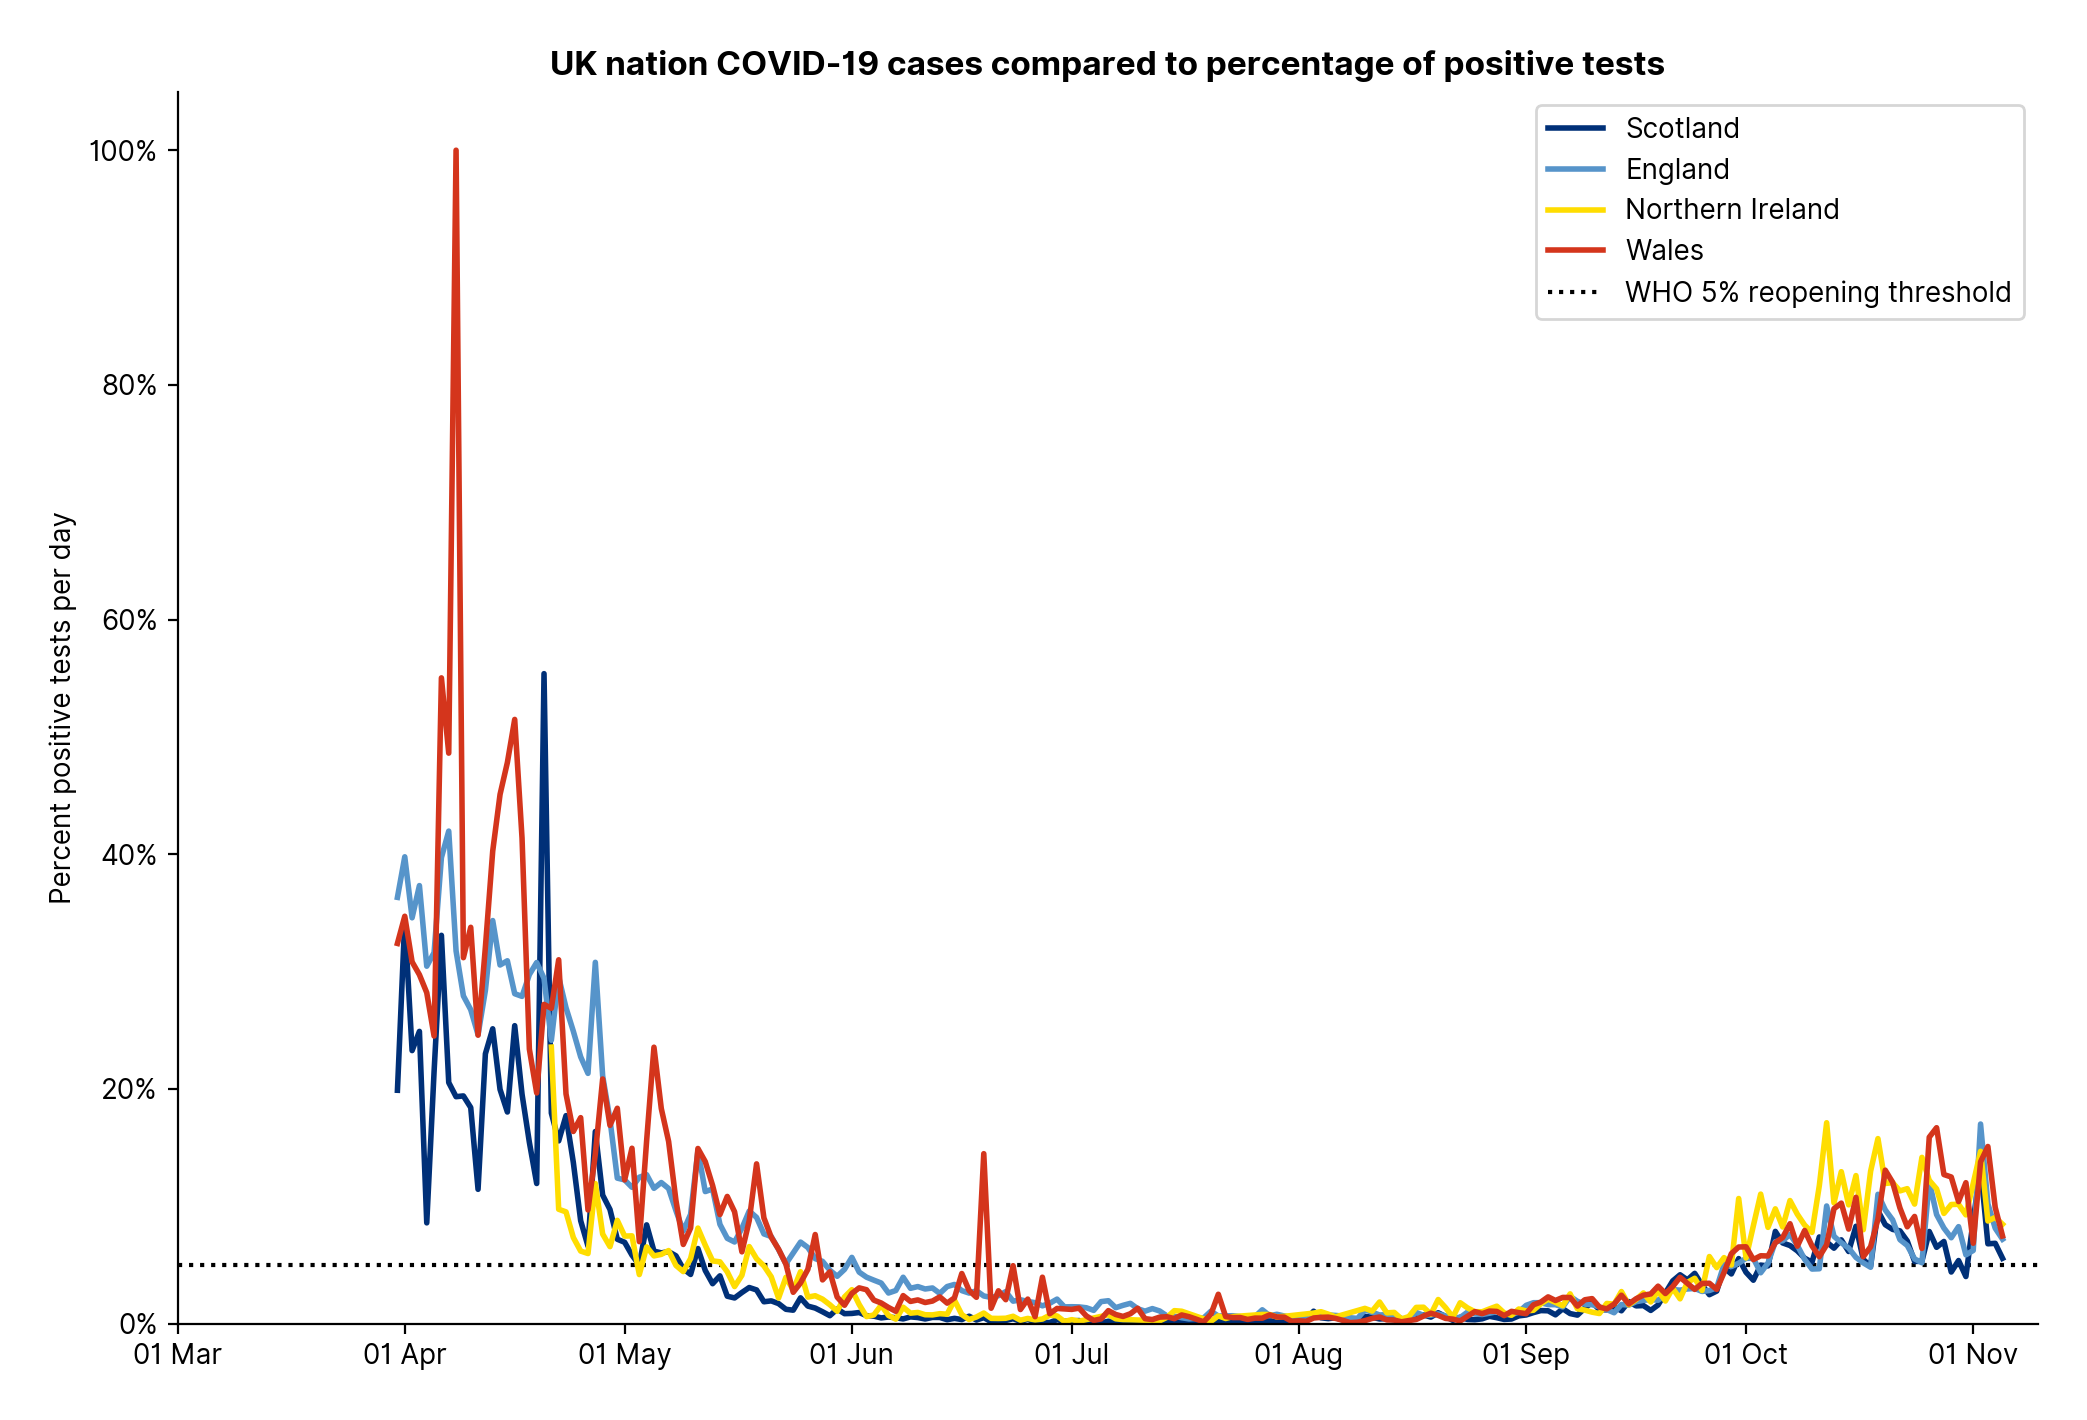 UK nation COVID-19 cases compared to percentage of positive tests
Scotland
England
Northern Ireland
Wales
WHO 5% reopening threshold
Percent positive tests per day
100%
80%
60%
40%
20%
0%
01 Mar
01 Apr
01 May
01 Jun
01 Jul
01 Aug
01 Sep
01 Oct
01 Nov